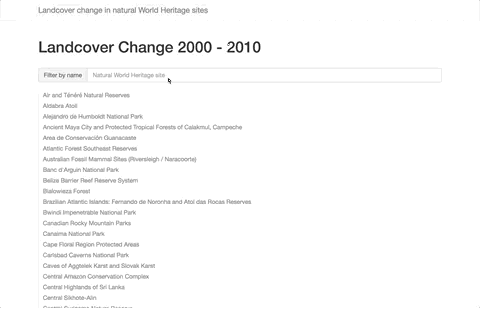 Landcover change in natural World Heritage sites
Landcover Change 2000 - 2010
Filter by name Natural World Heritage site
Air and Ténéré Natural Reserves
Aldabra Atoll
Alejandro de Humboldt National Park
Ancient Maya City and Protected Tropical Forests of Calakmul, Campeche
Area de Conservación Guanacaste
Atlantic Forest Southeast Reserves
Australian Fossil Mammal Sites (Riversleigh / Naracoorte)
Banc d'Arguin National Park
Belize Barrier Reef Reserve System
Bialowieza Forest
Brazilian Atlantic Islands: Fernando de Noronha and Atol das Rocas Reserves
Bwindi Impenetrable National Park
Canadian Rocky Mountain Parks
Canaima National Park
Cape Floral Region Protected Areas
Carlsbad Caverns National Park
Caves of Aggtelek Karst and Slovak Karst
Central Amazon Conservation Complex
Central Highlands of Sri Lanka
Central Sikhote-Alin